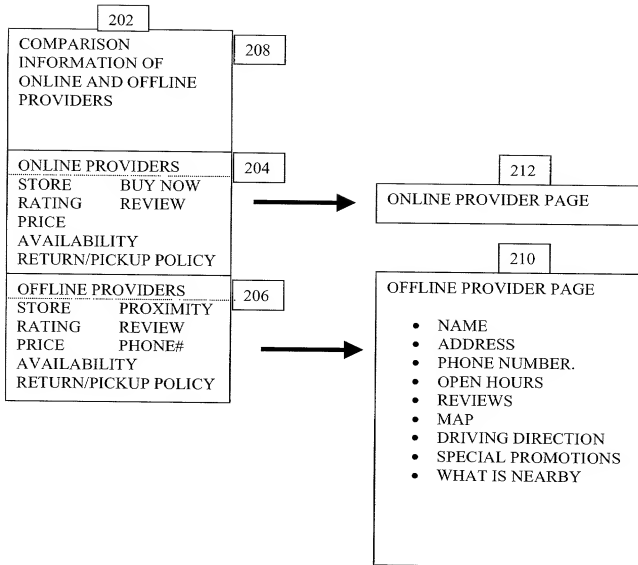 202
COMPARISON
INFORMATION OF
ONLINE AND OFFLINE
PROVIDERS
208
ONLINE PROVIDERS
STORE BUY NOW
RATING REVIEW
PRICE
AVAILABILITY
RETURN/PICKUP POLICY
204
OFFLINE PROVIDERS
STORE PROXIMITY
RATING REVIEW
PRICE PHONE#
AVAILABILITY
RETURN/PICKUP POLICY
206
212
ONLINE PROVIDER PAGE
210
OFFLINE PROVIDER PAGE
• NAME
• ADDRESS
• PHONE NUMBER.
• OPEN HOURS
• REVIEWS
• MAP
• DRIVING DIRECTION
• SPECIAL PROMOTIONS
• WHAT IS NEARBY